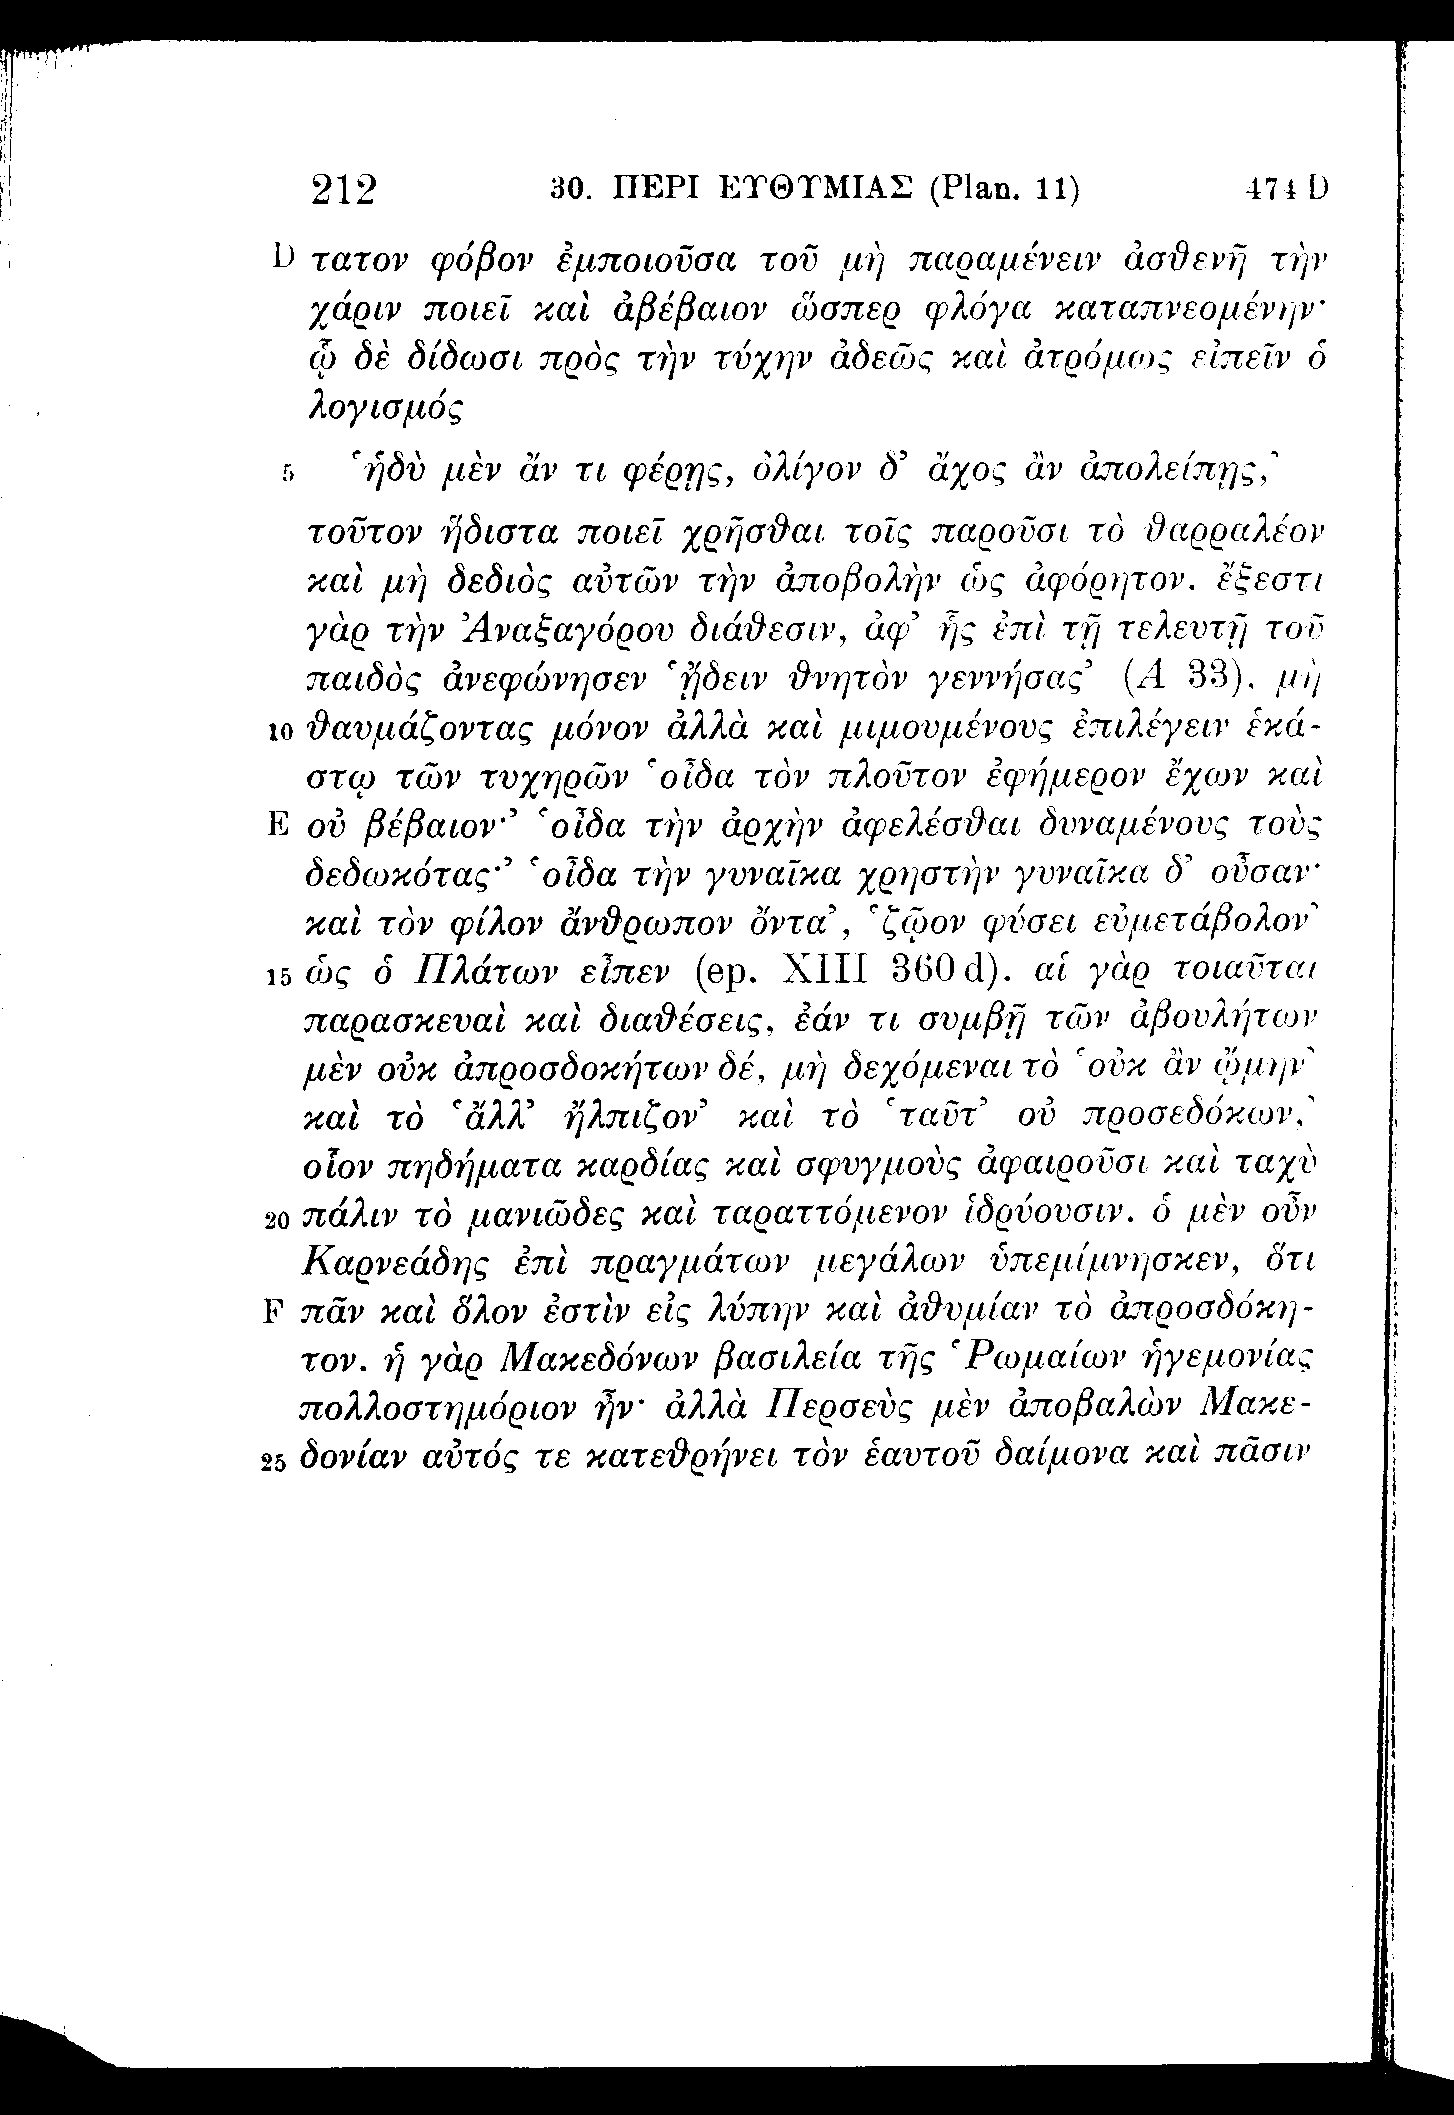 212 30. ΠΕΡΙ ΕΥΘΥΜΙΑΣ (Plan. 11) 474 D
D τατον φόβον ἐμποιοῦσα τοῦ μὴ παραμένειν ἀσθενῆ τὴν
χάριν ποιεῖ καὶ ἀβέβαιον ὥσπερ φλόγα καταπνεομένην·
ᾧ δὲ δίδωσι πρὸς τὴν τύχην ἀδεῶς καὶ ἀτρόμως εἰπεῖν ὁ
λογισμός
5 ‘ἡδὺ μὲν ἄν τι φέρῃς, ὀλίγον δ’ ἄχος ἂν ἀπολείπῃς,’
τοῦτον ἥδιστα ποιεῖ χρῆσθαι τοῖς παροῦσι τὸ θαρραλέον
καὶ μὴ δεδιὸς αὐτῶν τὴν ἀποβολὴν ὡς ἀφόρητον. ἔξεστι
γὰρ τὴν Ἀναξαγόρου διάθεσιν, ἀφ’ ἧς ἐπὶ τῇ τελευτῇ τοῦ
παιδὸς ἀνεφώνησεν ‘ᾔδειν θνητὸν γεννήσας’ (A 33), μὴ
10 θαυμάζοντας μόνον ἀλλὰ καὶ μιμουμένους ἐπιλέγειν ἑκά-
στῳ τῶν τυχηρῶν ‘οἶδα τὸν πλοῦτον ἐφήμερον ἔχων καὶ
E οὐ βέβαιον·’ ‘οἶδα τὴν ἀρχὴν ἀφελέσθαι δυναμένους τοὺς
δεδωκότας·’ ‘οἶδα τὴν γυναῖκα χρηστὴν γυναῖκα δ’ οὖσαν·
καὶ τὸν φίλον ἄνθρωπον ὄντα’, ‘ζῷον φύσει εὐμετάβολον’
15 ὡς ὁ Πλάτων εἶπεν (ep. XIII 360 d). αἱ γὰρ τοιαῦται
παρασκευαὶ καὶ διαθέσεις, ἐάν τι συμβῇ τῶν ἀβουλήτων
μὲν οὐκ ἀπροσδοκήτων δέ, μὴ δεχόμεναι τὸ ‘οὐκ ἂν ᾤμην’
καὶ τὸ ‘ἄλλ’ ἤλπιζον’ καὶ τὸ ‘ταῦτ’ οὐ προσεδόκων,’
οἷον πηδήματα καρδίας καὶ σφυγμοὺς ἀφαιροῦσι καὶ ταχὺ
20 πάλιν τὸ μανιῶδες καὶ ταραττόμενον ἱδρύουσιν. ὁ μὲν οὖν
Καρνεάδης ἐπὶ πραγμάτων μεγάλων ὑπεμίμνησκεν, ὅτι
F πᾶν καὶ ὅλον ἐστὶν εἰς λύπην καὶ ἀθυμίαν τὸ ἀπροσδόκη-
τον. ἡ γὰρ Μακεδόνων βασιλεία τῆς Ῥωμαίων ἡγεμονίας
πολλοστημόριον ἦν· ἀλλὰ Περσεὺς μὲν ἀποβαλὼν Μακε-
25 δονίαν αὐτός τε κατεθρήνει τὸν ἑαυτοῦ δαίμονα καὶ πᾶσιν